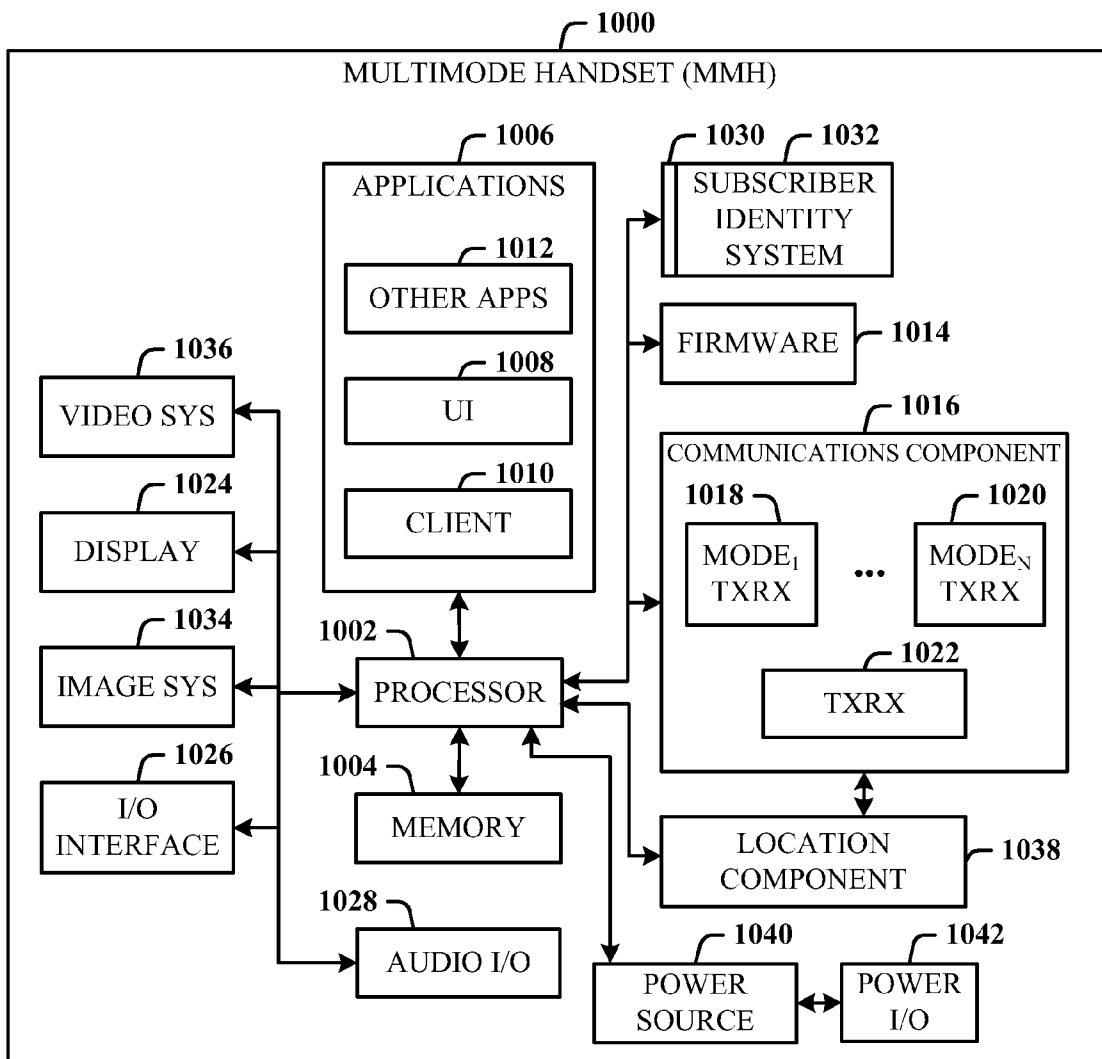 1000
MULTIMODE HANDSET (MMH)
1006
APPLICATIONS
1012
OTHER APPS
1008
UI
1010
CLIENT
1030
1032
SUBSCRIBER
IDENTITY
SYSTEM
FIRMWARE
1014
1036
VIDEO SYS
1024
DISPLAY
1034
IMAGE SYS
1026
I/O
INTERFACE
1016
COMMUNICATIONS COMPONENT
1018
MODE1
TXRX
...
1020
MODEN
TXRX
1022
TXRX
1002
PROCESSOR
1004
MEMORY
LOCATION
COMPONENT
1038
1028
AUDIO I/O
1040
POWER
SOURCE
1042
POWER
I/O